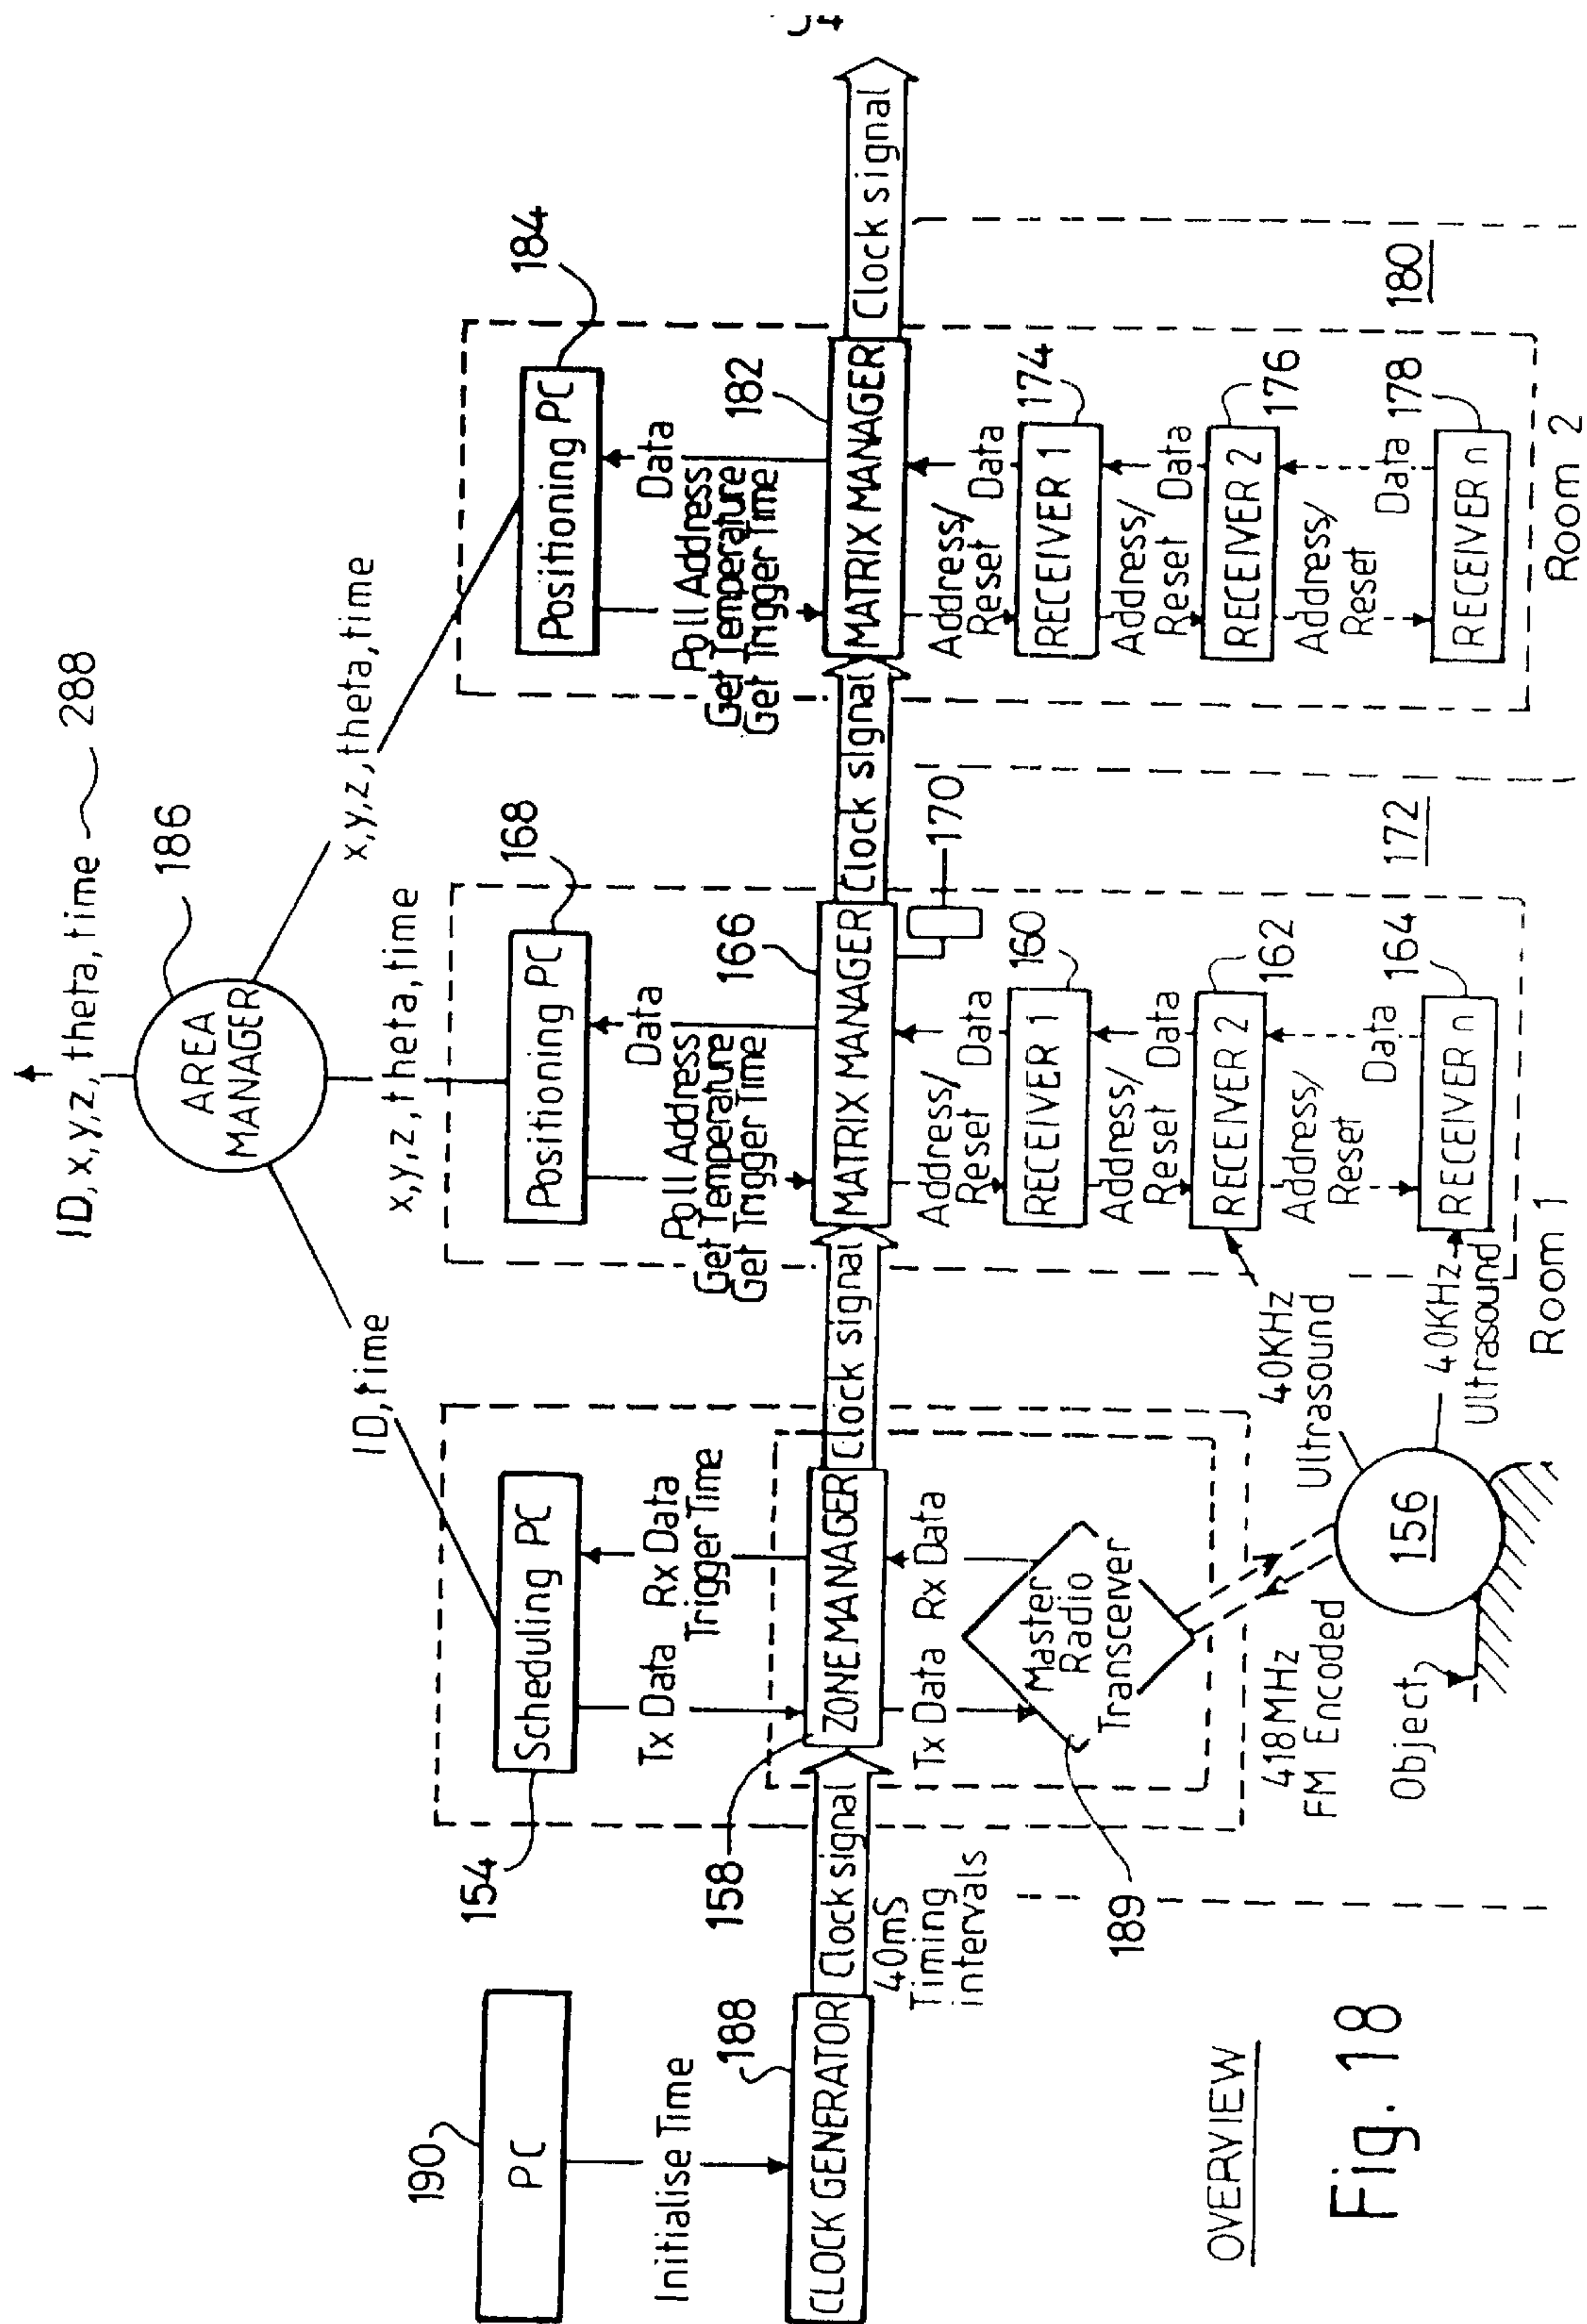 ID, x,y,z, theta, time
288
186
AREA
MANAGER
ID, time
x,y,z, theta, time
x,y,z, theta, time
190
PC
Initialise Time
188
CLOCK GENERATOR
Clock signal
40mS
Timing
intervals
154
Scheduling PC
Tx Data
Rx Data
Trigger Time
158
ZONE MANAGER
Clock signal
Tx Data
Rx Data
Master
Radio
Transceiver
189
418MHz
FM Encoded
Object
156
40KHz
Ultrasound
40KHz
Ultrasound
168
Positioning PC
Poll Address
Get Temperature
Get Trigger Time
Data
166
MATRIX MANAGER
Clock signal
170
Address/
Reset
Data
160
RECEIVER 1
Address/
Reset
Data
162
RECEIVER 2
Address/
Reset
Data
164
RECEIVER n
172
Room 1
184
Positioning PC
Poll Address
Get Temperature
Get Trigger Time
Data
182
MATRIX MANAGER
Clock signal
Address/
Reset
Data
174
RECEIVER 1
Address/
Reset
Data
176
RECEIVER 2
Address/
Reset
Data
178
RECEIVER n
180
Room 2
OVERVIEW
Fig. 18